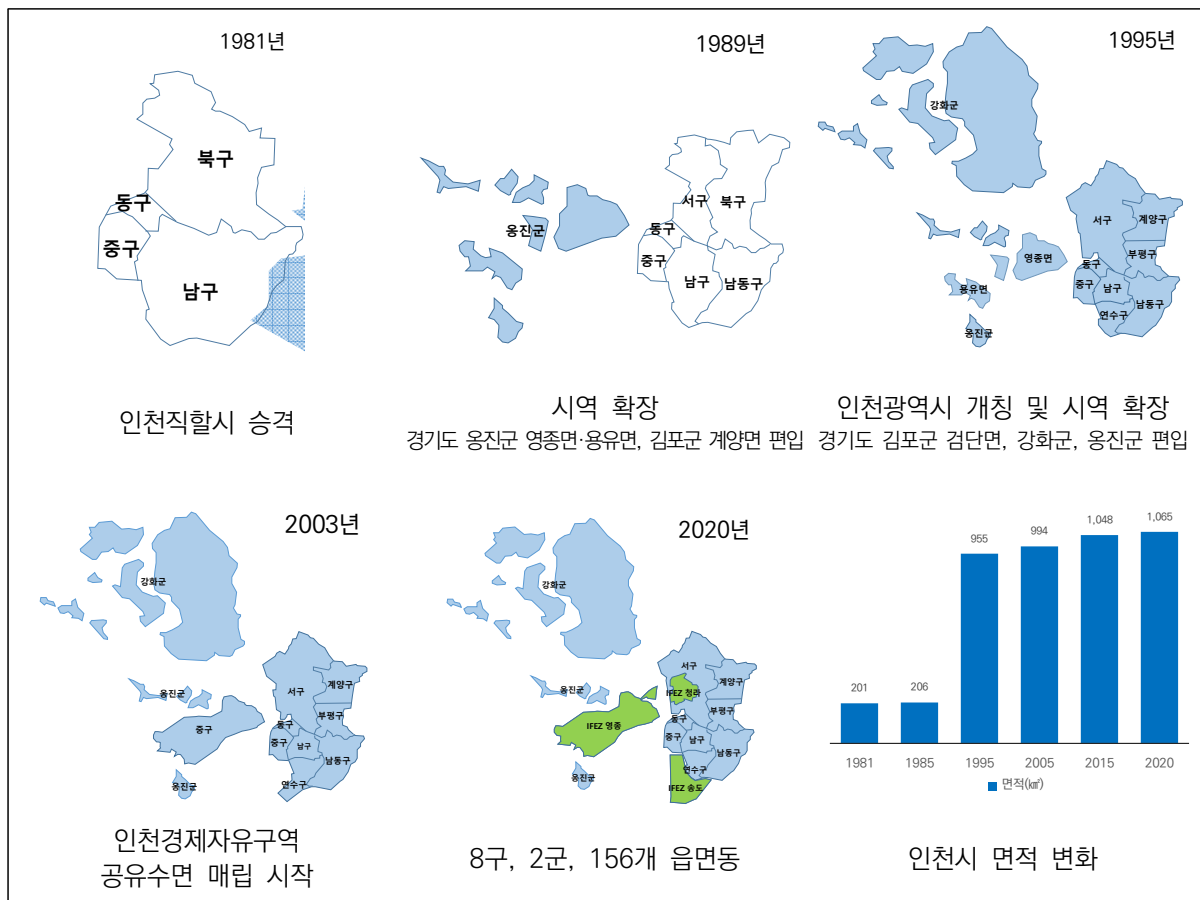 1981년
북구
동구
중구
남구
인천직할시 승격
1989년
서구
북구
옹진군
동구
중구
남구
남동구
시역 확장
경기도 옹진군 영종면·용유면, 김포군 계양면 편입
1995년
강화군
서구
계양구
영종면
부평구
동구
중구
남구
용유면
남동구
연수구
옹진군
인천광역시 개칭 및 시역 확장
경기도 김포군 검단면, 강화군, 옹진군 편입
2003년
강화군
서구
계양구
옹진군
부평구
중구
동구
중구
남구
남동구
연수구
옹진군
인천경제자유구역
공유수면 매립 시작
2020년
강화군
서구
계양구
옹진군
IFEZ 청라
부평구
IFEZ 영종
동구
중구
남구
남동구
연수구
옹진군
IFEZ 송도
8구, 2군, 156개 읍면동
201
206
955
994
1,048
1,065
1981
1985
1995
2005
2015
2020
면적(㎢)
인천시 면적 변화